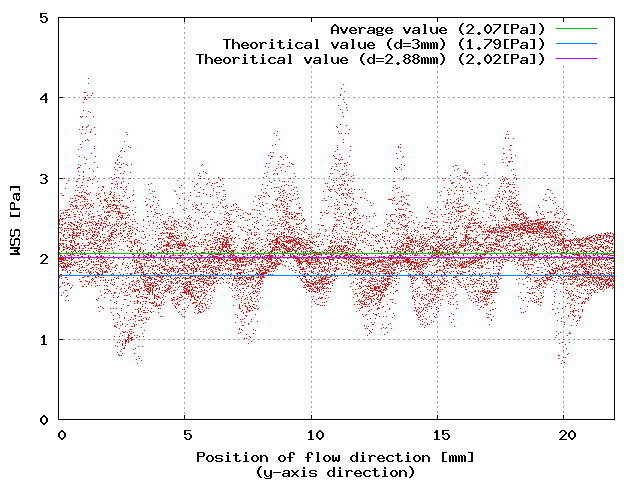 5
Average value (2.07[Pa])
Theoritical value (d=3mm) (1.79[Pa])
Theoritical value (d=2.88mm) (2.02[Pa])
4
3
WSS [Pa]
2
1
0
0 5 10 15 20
Position of flow direction [mm]
(y-axis direction)